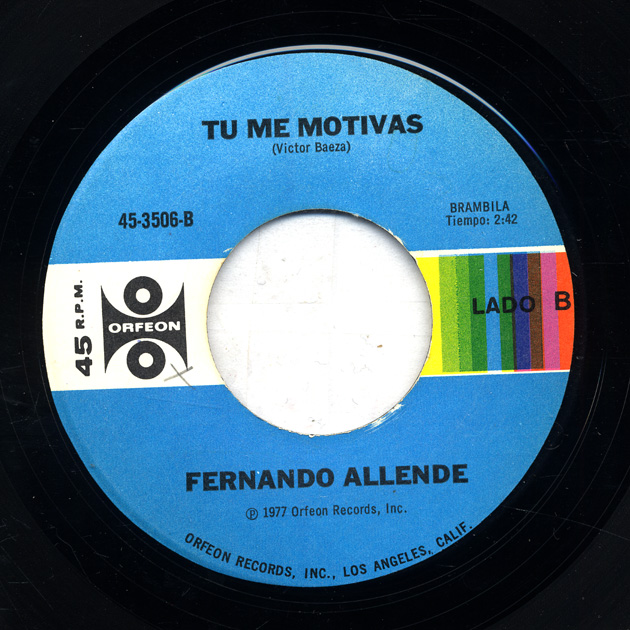 TU ME MOTIVAS
(Victor Baeza)
45-3506-B
BRAMBILA
Tiempo: 2:42
45 R.P.M.
ORFEON
LADO B
FERNANDO ALLENDE
Ⓟ 1977 Orfeon Records, Inc.
ORFEON RECORDS, INC., LOS ANGELES, CALIF.